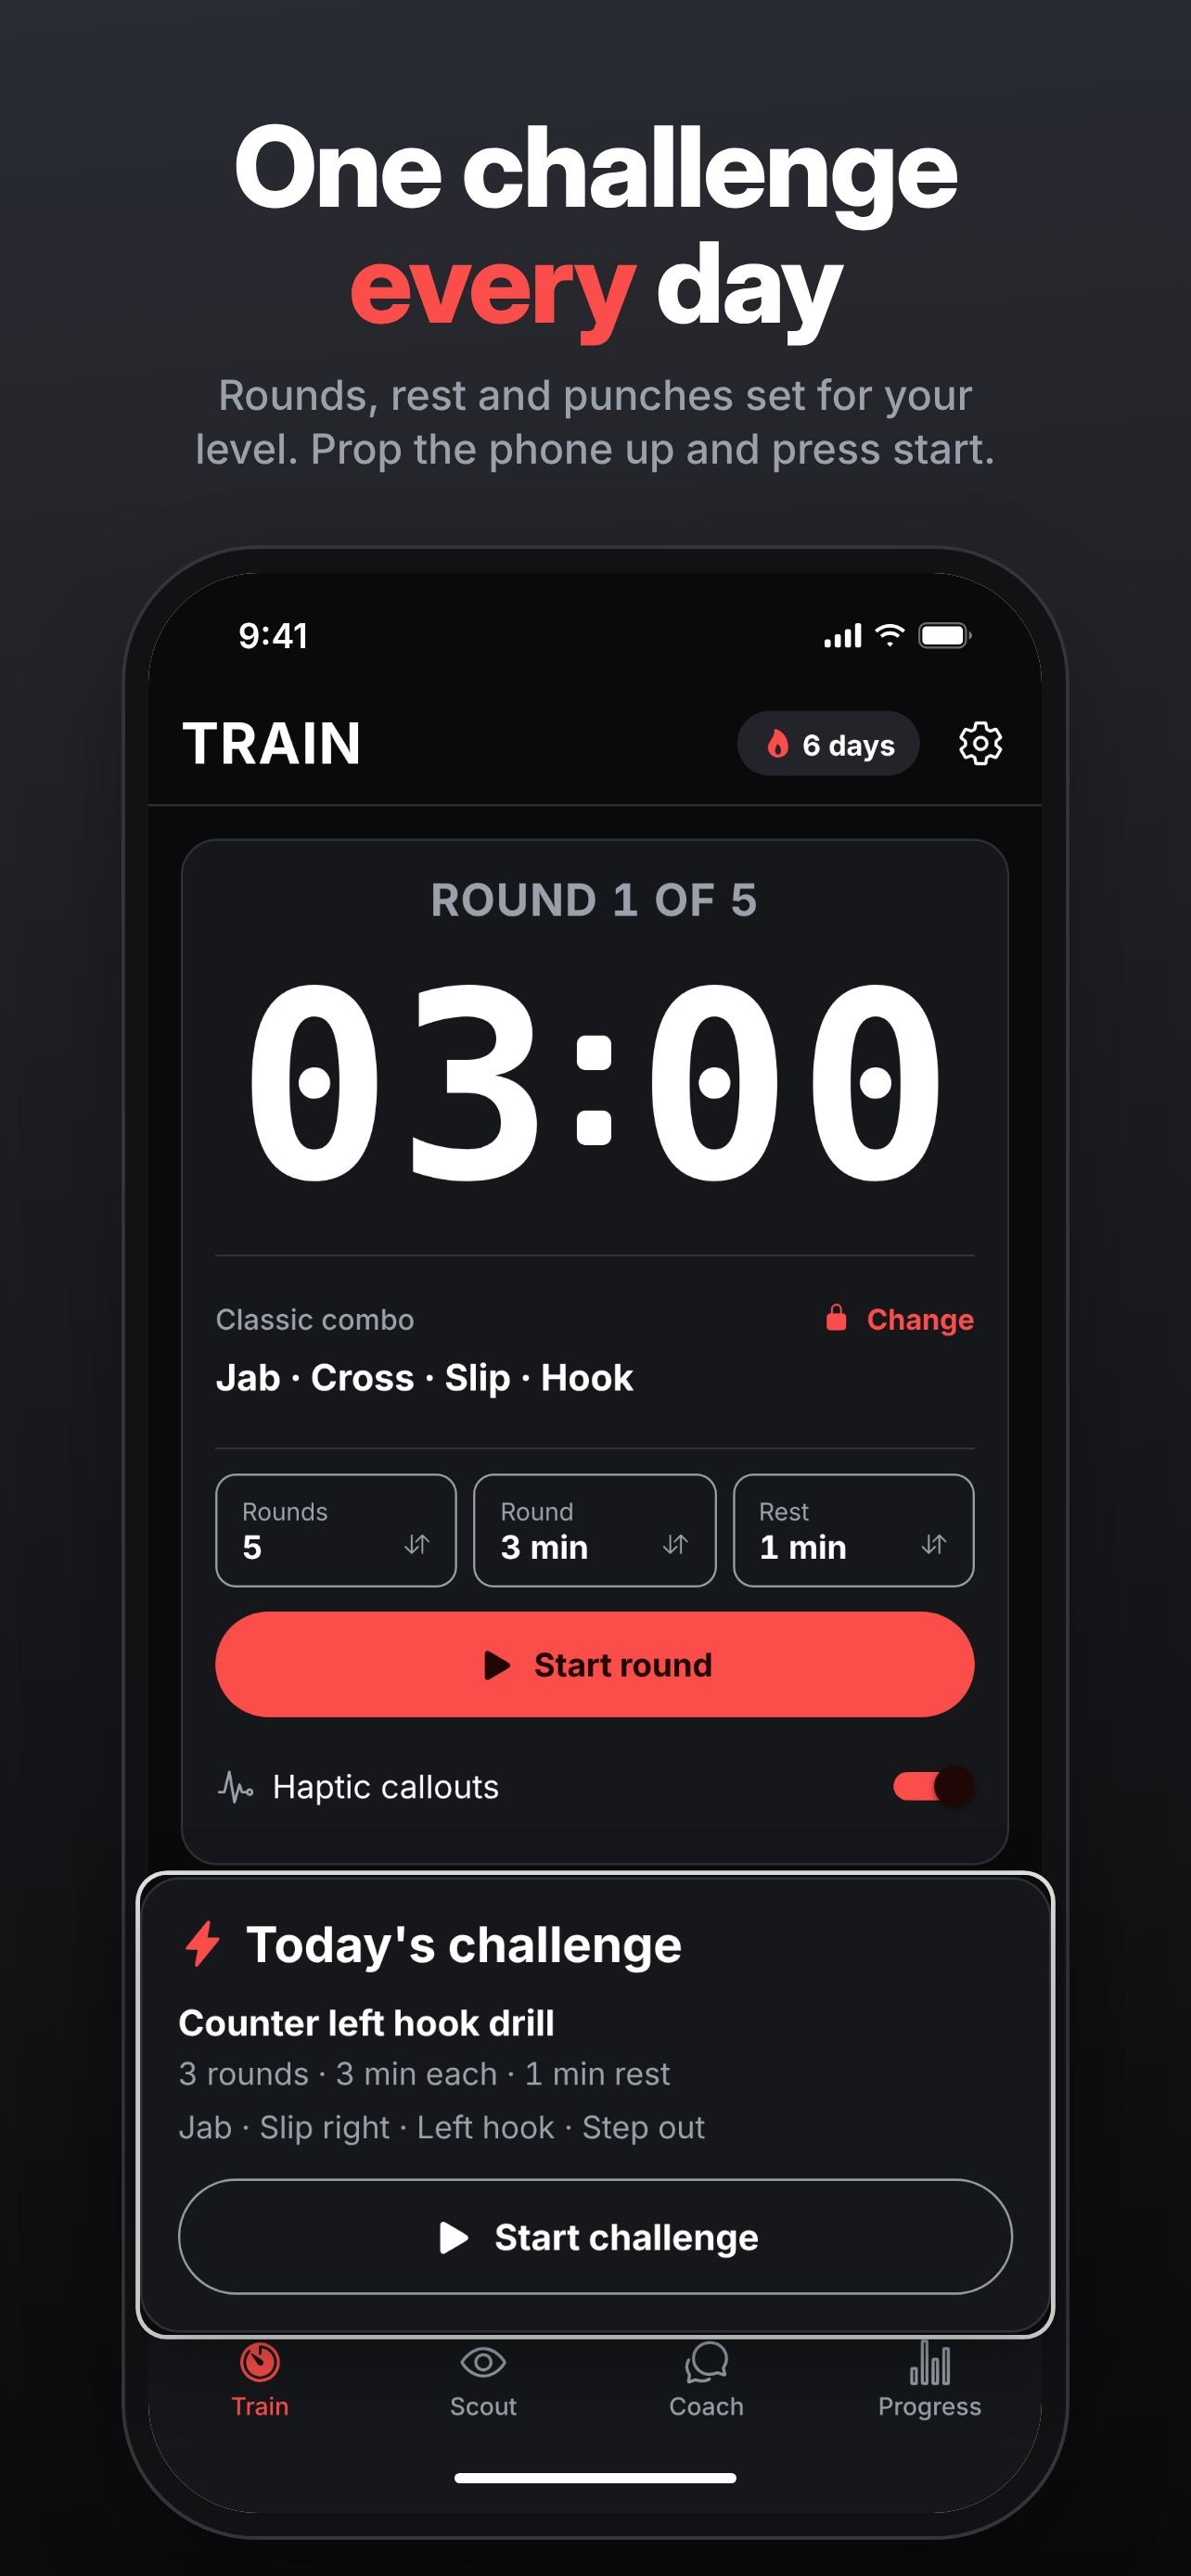 One challenge
every day
Rounds, rest and punches set for your
level. Prop the phone up and press start.
9:41
TRAIN
6 days
ROUND 1 OF 5
03:00
Classic combo
Change
Jab · Cross · Slip · Hook
Rounds
5
Round
3 min
Rest
1 min
Start round
Haptic callouts
Today's challenge
Counter left hook drill
3 rounds · 3 min each · 1 min rest
Jab · Slip right · Left hook · Step out
Start challenge
Train
Scout
Coach
Progress